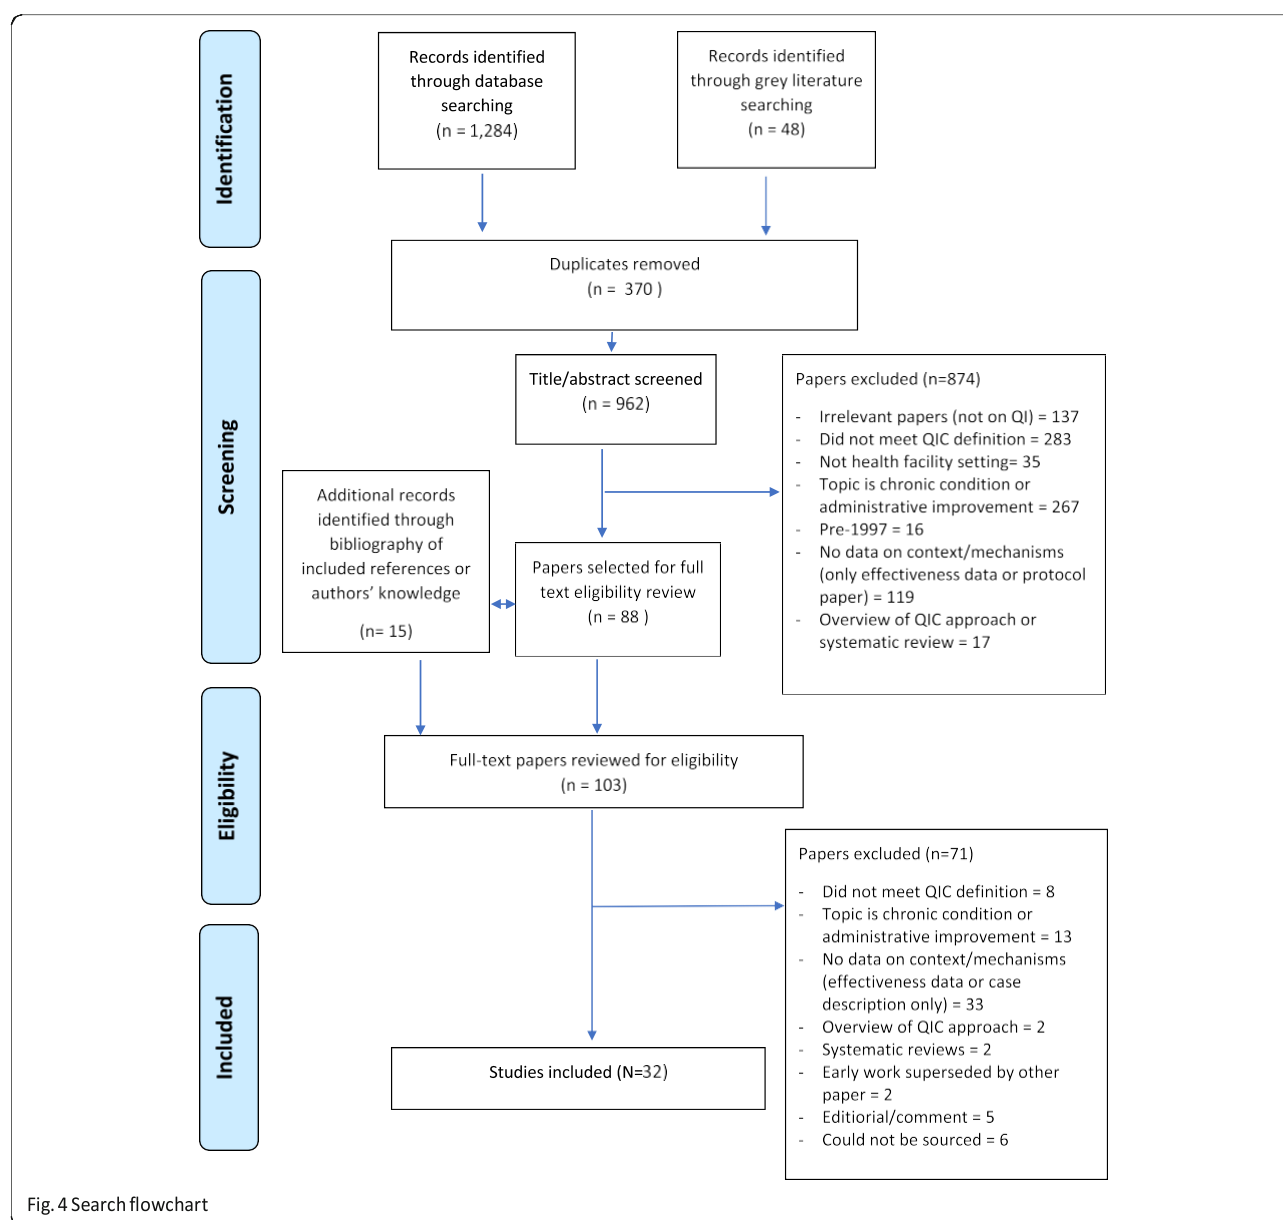 Identification
Records identified
through database
searching
(n = 1,284)
Records identified
through grey literature
searching
(n = 48)
Duplicates removed
(n =  370 )
Screening
Title/abstract screened
(n = 962)
Papers excluded (n=874)
- Irrelevant papers (not on QI) = 137
- Did not meet QIC definition = 283
- Not health facility setting= 35
- Topic is chronic condition or
administrative improvement = 267
- Pre-1997 = 16
- No data on context/mechanisms
(only effectiveness data or protocol
paper) = 119
- Overview of QIC approach or
systematic review = 17
Additional records
identified through
bibliography of
included references or
authors’ knowledge
(n= 15)
Papers selected for full
text eligibility review
(n = 88 )
Eligibility
Full-text papers reviewed for eligibility
(n = 103)
Papers excluded (n=71)
- Did not meet QIC definition = 8
- Topic is chronic condition or
administrative improvement = 13
- No data on context/mechanisms
(effectiveness data or case
description only) = 33
- Overview of QIC approach = 2
- Systematic reviews = 2
- Early work superseded by other
paper = 2
- Editiorial/comment = 5
- Could not be sourced = 6
Included
Studies included (N=32)
Fig. 4 Search flowchart